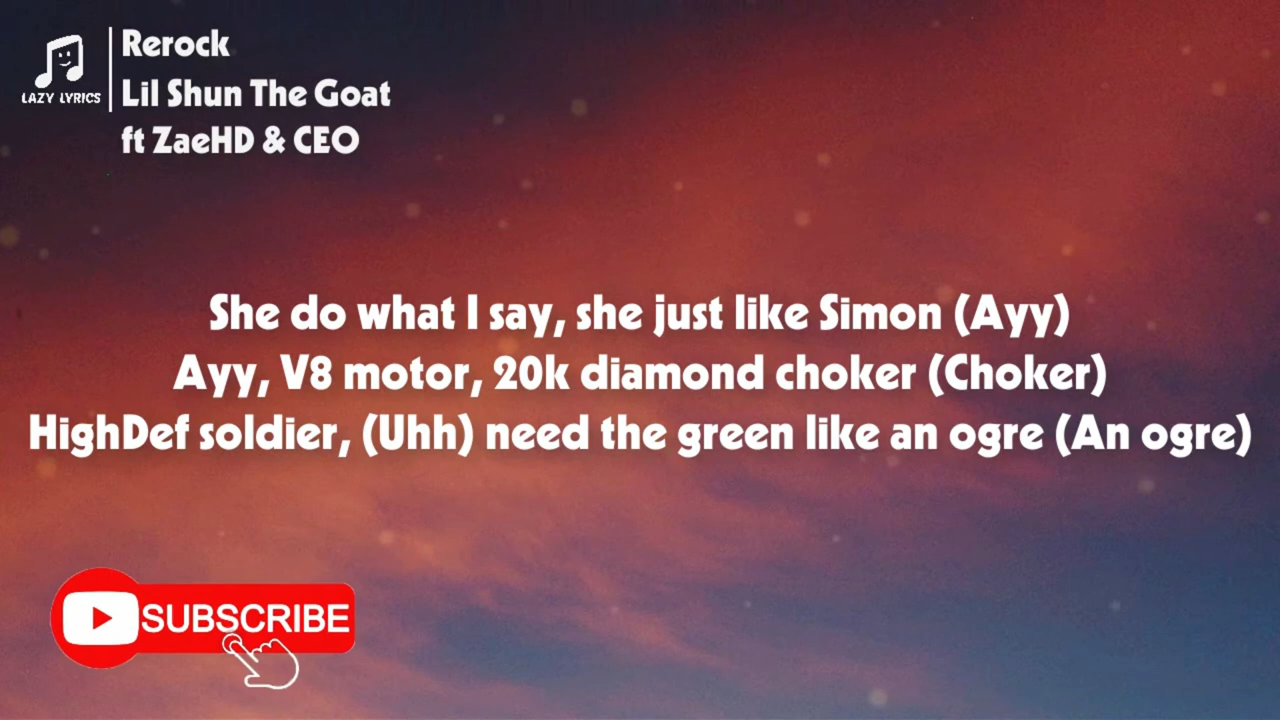 LAZY LYRICS
Rerock
Lil Shun The Goat
ft ZaeHD & CEO
She do what I say, she just like Simon (Ayy)
Ayy, V8 motor, 20k diamond choker (Choker)
HighDef soldier, (Uhh) need the green like an ogre (An ogre)
SUBSCRIBE